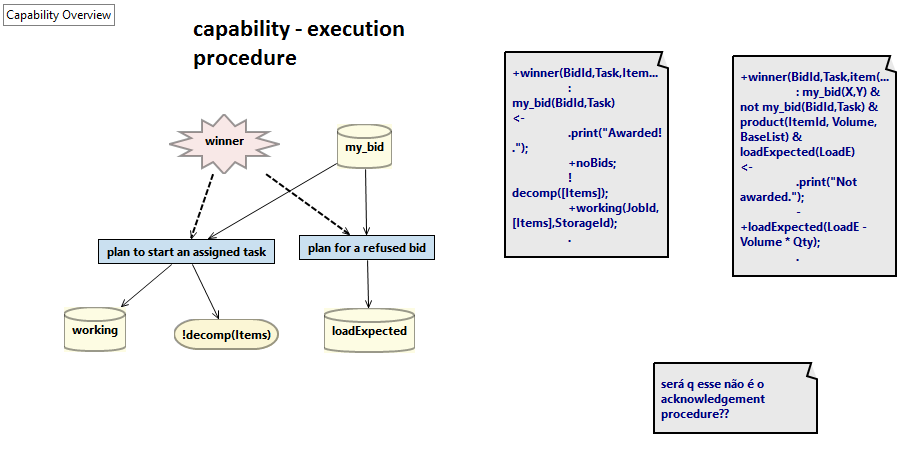 Capability Overview
capability - execution
procedure
winner
my_bid
plan to start an assigned task
plan for a refused bid
working
!decomp(Items)
loadExpected
+winner(BidId,Task,Item...
:
my_bid(BidId,Task)
<-
.print("Awarded!
.");
+noBids;
!
decomp([Items]);
+working(JobId,
[Items],StorageId);
.
+winner(BidId,Task,item(...
: my_bid(X,Y) &
not my_bid(BidId,Task) &
product(ItemId, Volume,
BaseList) &
loadExpected(LoadE)
<-
.print("Not
awarded.");
-
+loadExpected(LoadE -
Volume * Qty);
.
será q esse não é o
acknowledgement
procedure??